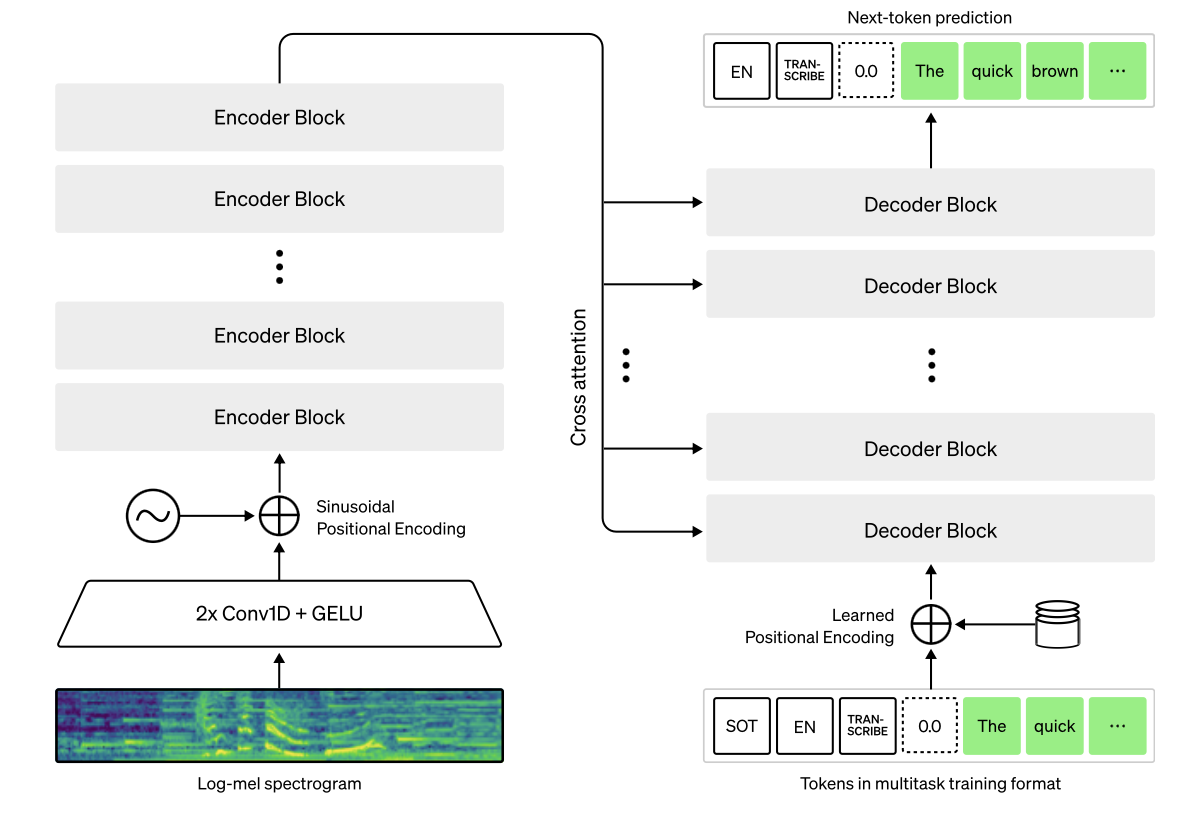 Next-token prediction
EN TRAN-SCRIBE 0.0 The quick brown ...
Encoder Block
Encoder Block
Encoder Block
Encoder Block
Sinusoidal
Positional Encoding
2x Conv1D + GELU
Log-mel spectrogram
Cross attention
Decoder Block
Decoder Block
Decoder Block
Decoder Block
Learned
Positional Encoding
SOT EN TRAN-SCRIBE 0.0 The quick ...
Tokens in multitask training format